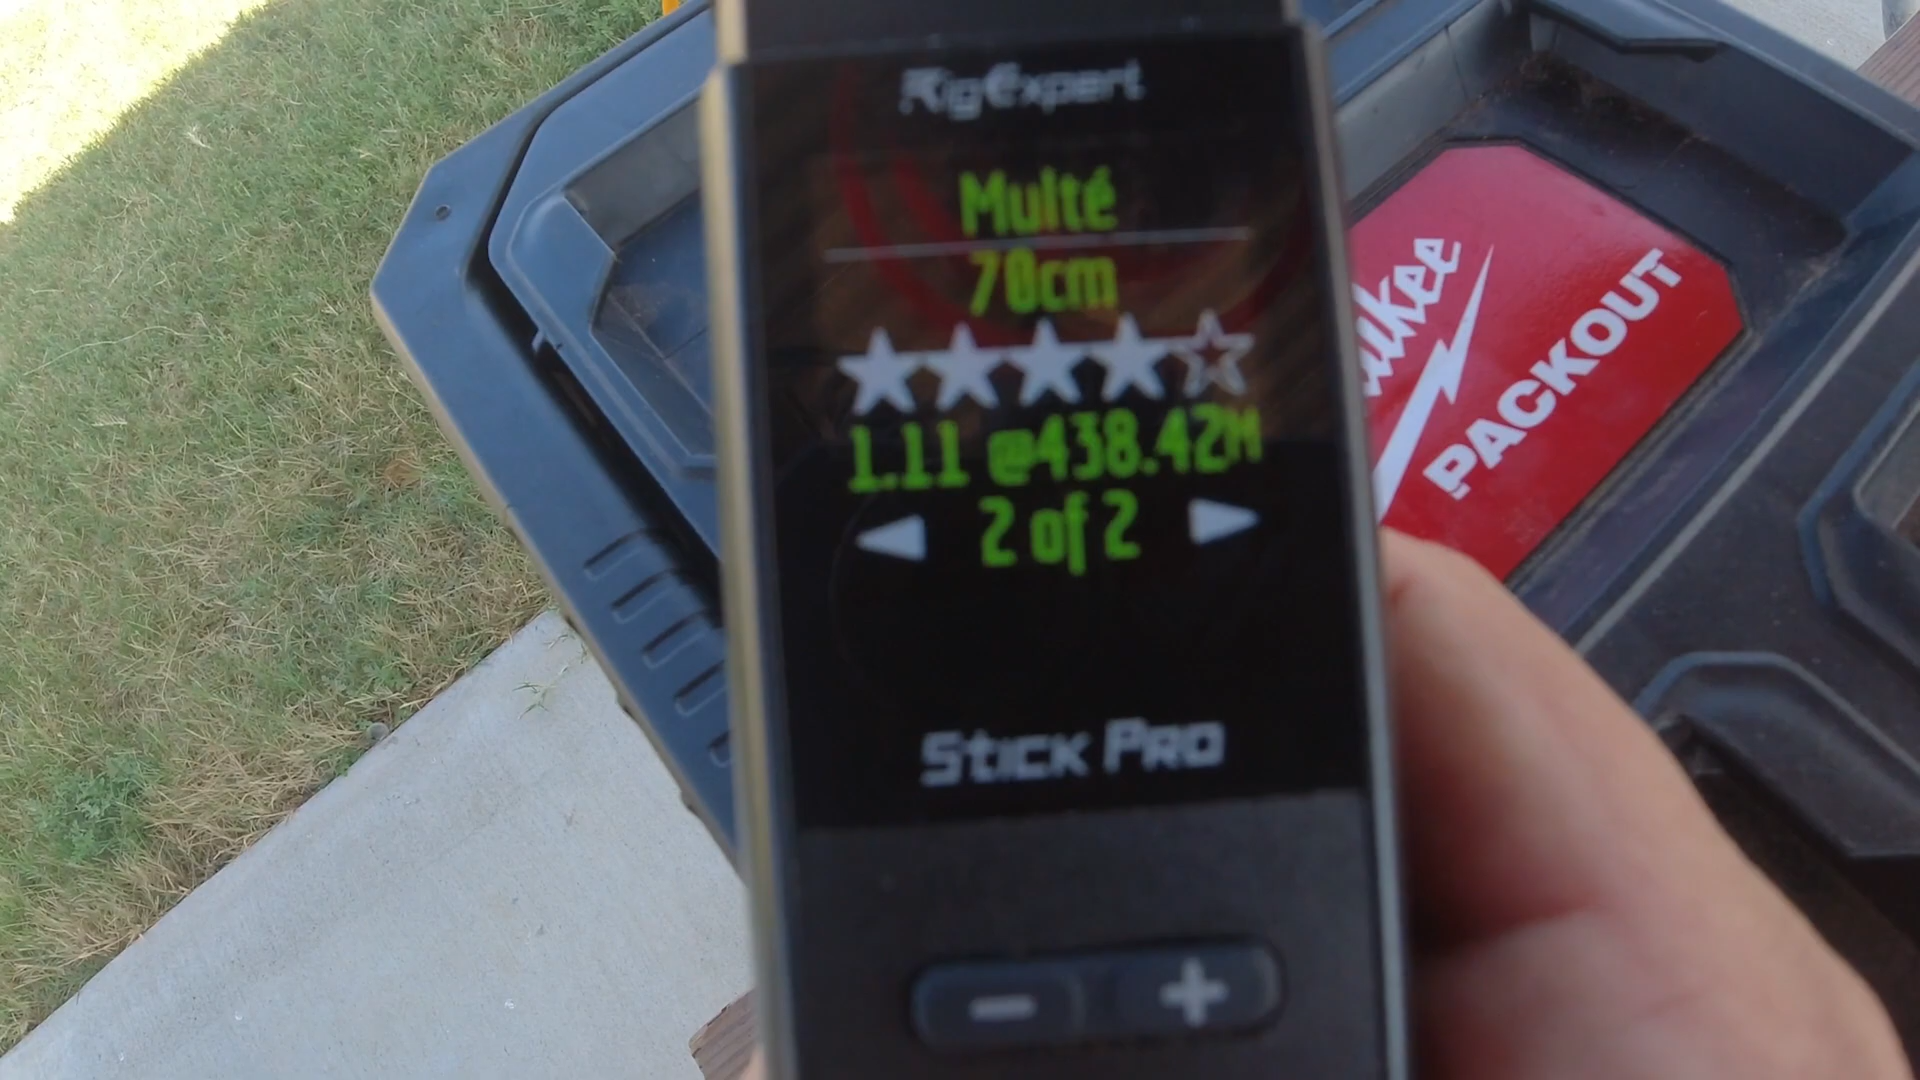 RigExpert
Multé
70cm
1.11 @438.42M
2 of 2
Stick Pro
PACKOUT
- +